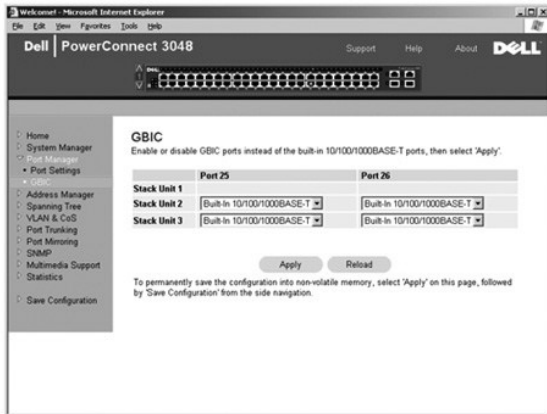 Welcome! - Microsoft Internet Explorer
File Edit View Favorites Tools Help
Dell | PowerConnect 3048
Support Help About DELL
Home
System Manager
Port Manager
Port Settings
GBIC
Address Manager
Spanning Tree
VLAN & CoS
Port Trunking
Port Mirroring
SNMP
Multimedia Support
Statistics
Save Configuration
GBIC
Enable or disable GBIC ports instead of the built-in 10/100/1000BASE-T ports, then select 'Apply'.
Port 25 Port 26
Stack Unit 1
Stack Unit 2 Built-In 10/100/1000BASE-T Built-In 10/100/1000BASE-T
Stack Unit 3 Built-In 10/100/1000BASE-T Built-In 10/100/1000BASE-T
Apply Reload
To permanently save the configuration into non-volatile memory, select 'Apply' on this page, followed
by 'Save Configuration' from the side navigation.